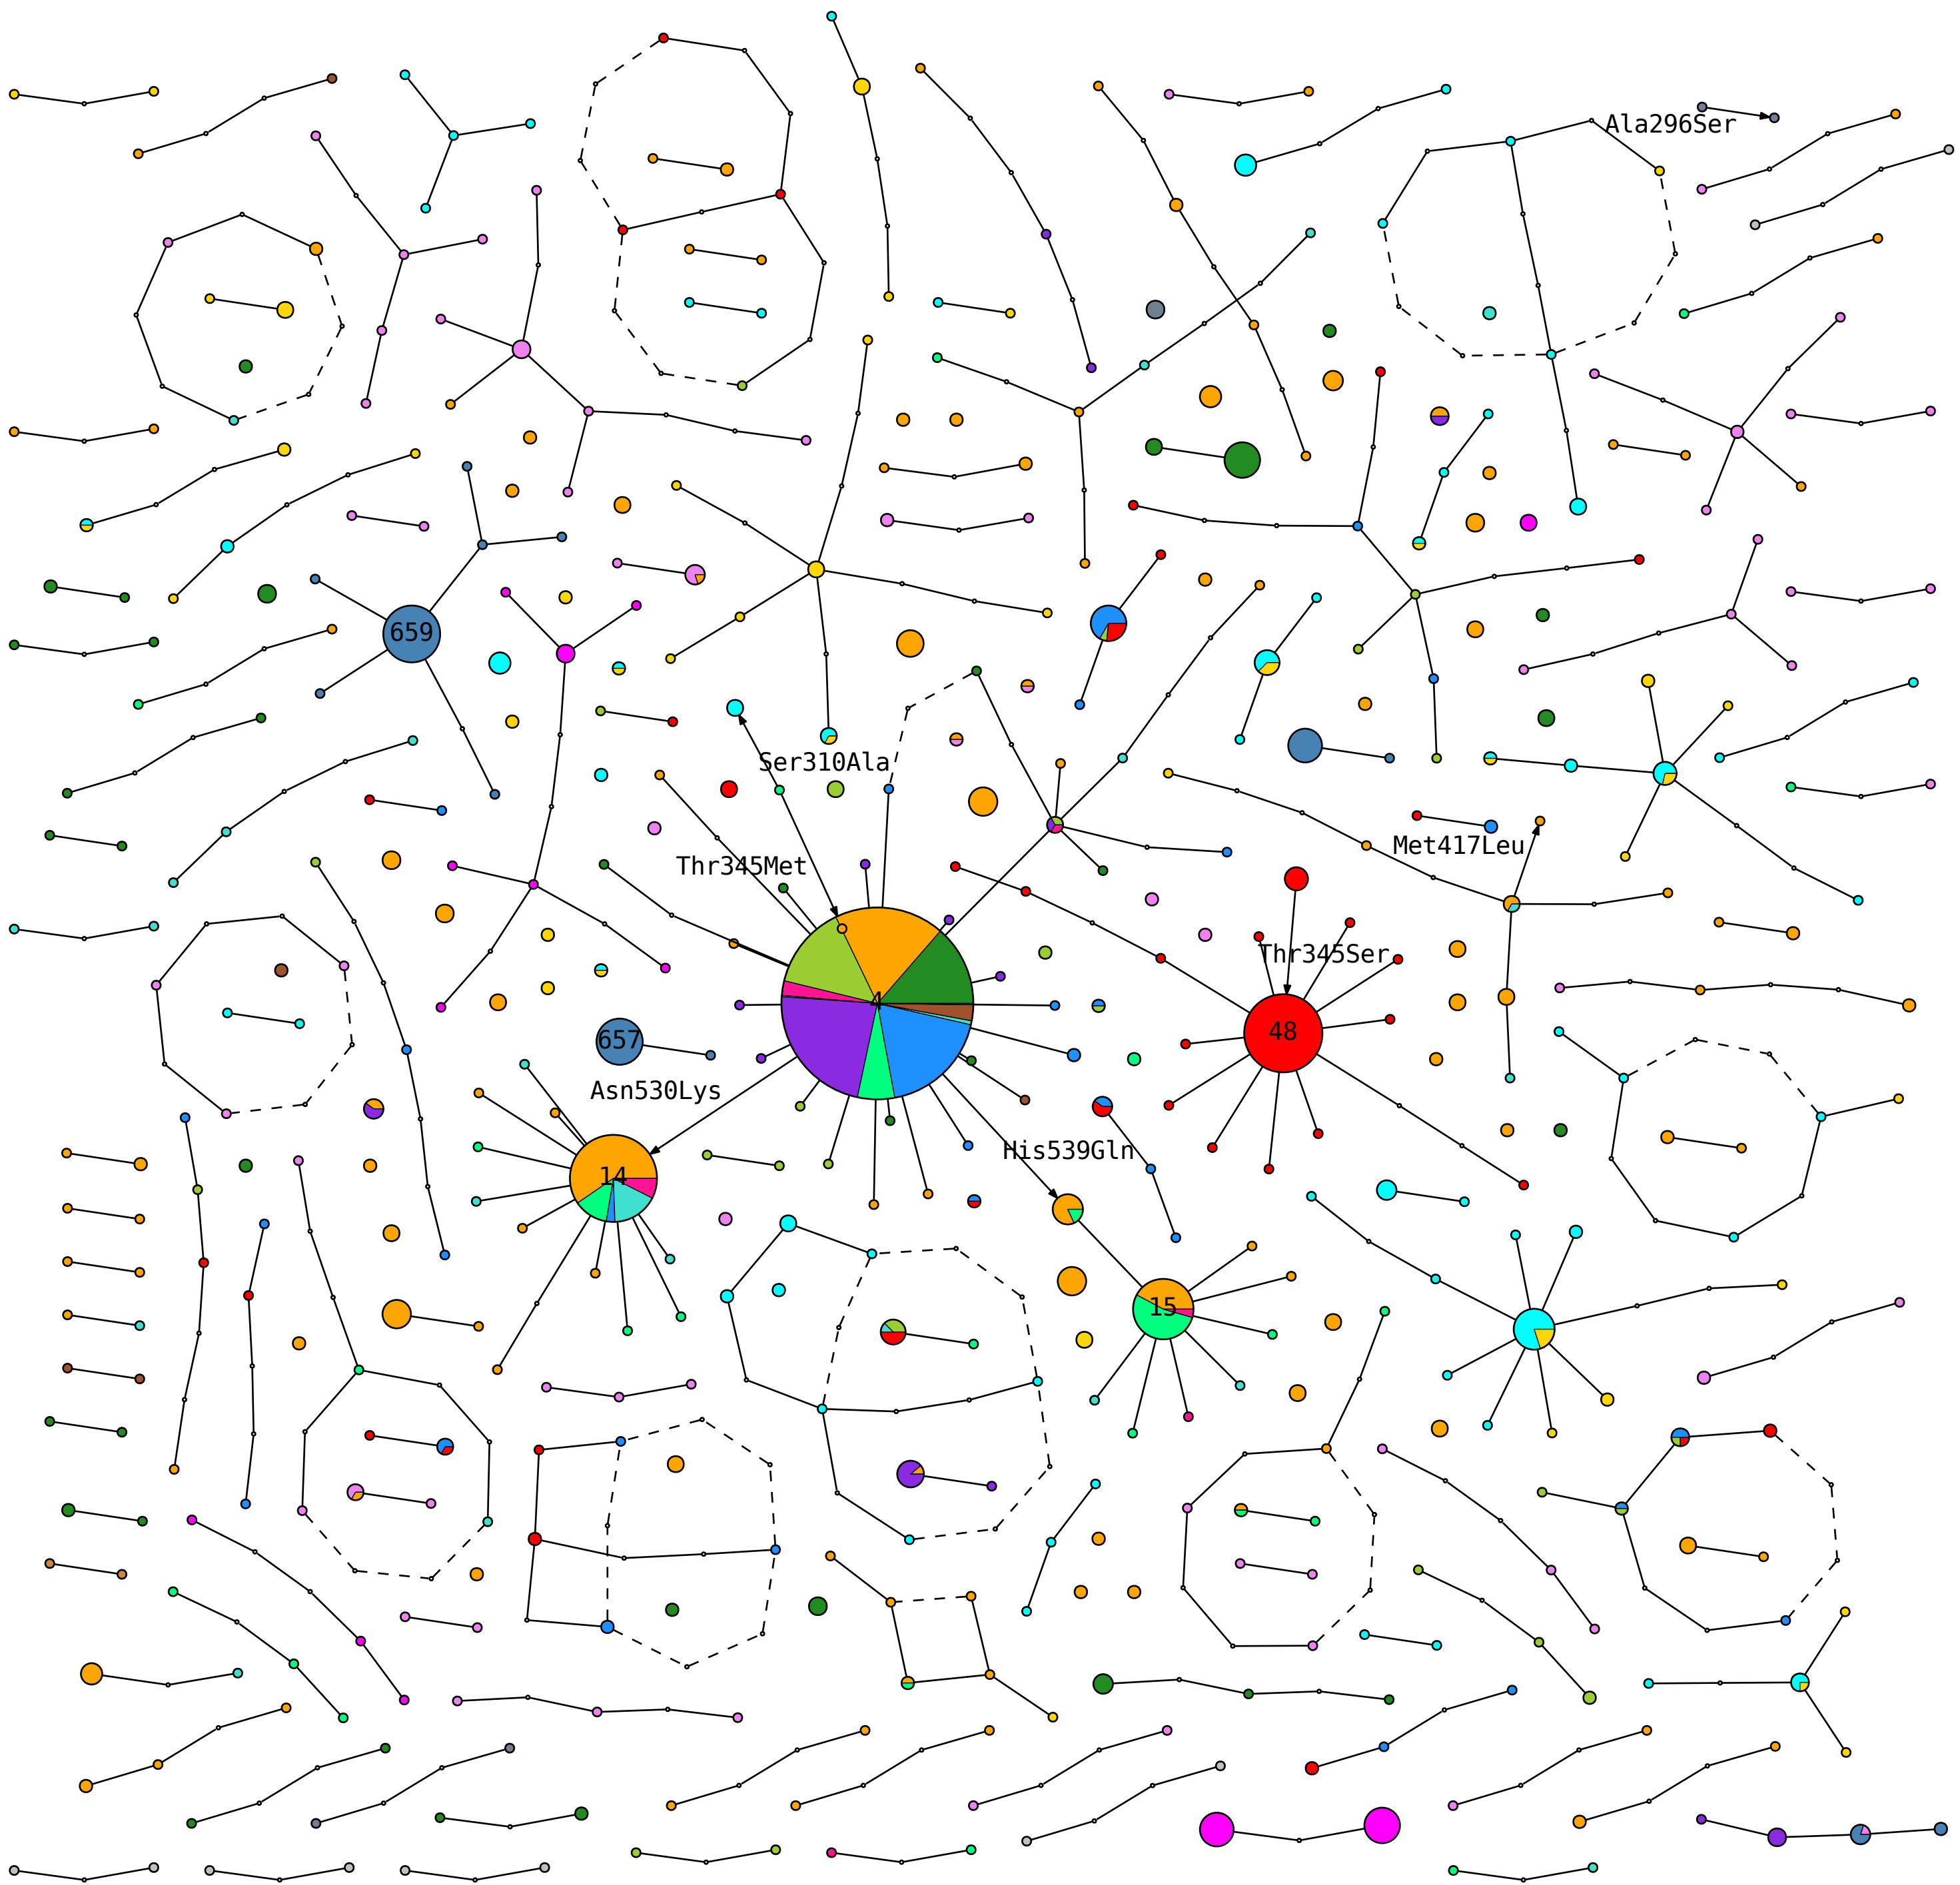 Ala296Ser
659
Ser310Ala
Met417Leu
Thr345Met
Thr345Ser
4
48
657
Asn530Lys
His539Gln
14
15